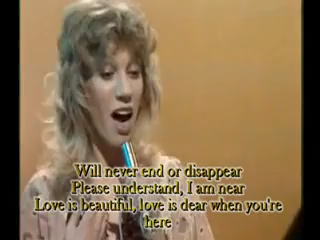 Will never end or disappear
Please understand, I am near
Love is beautiful, love is dear when you're
here